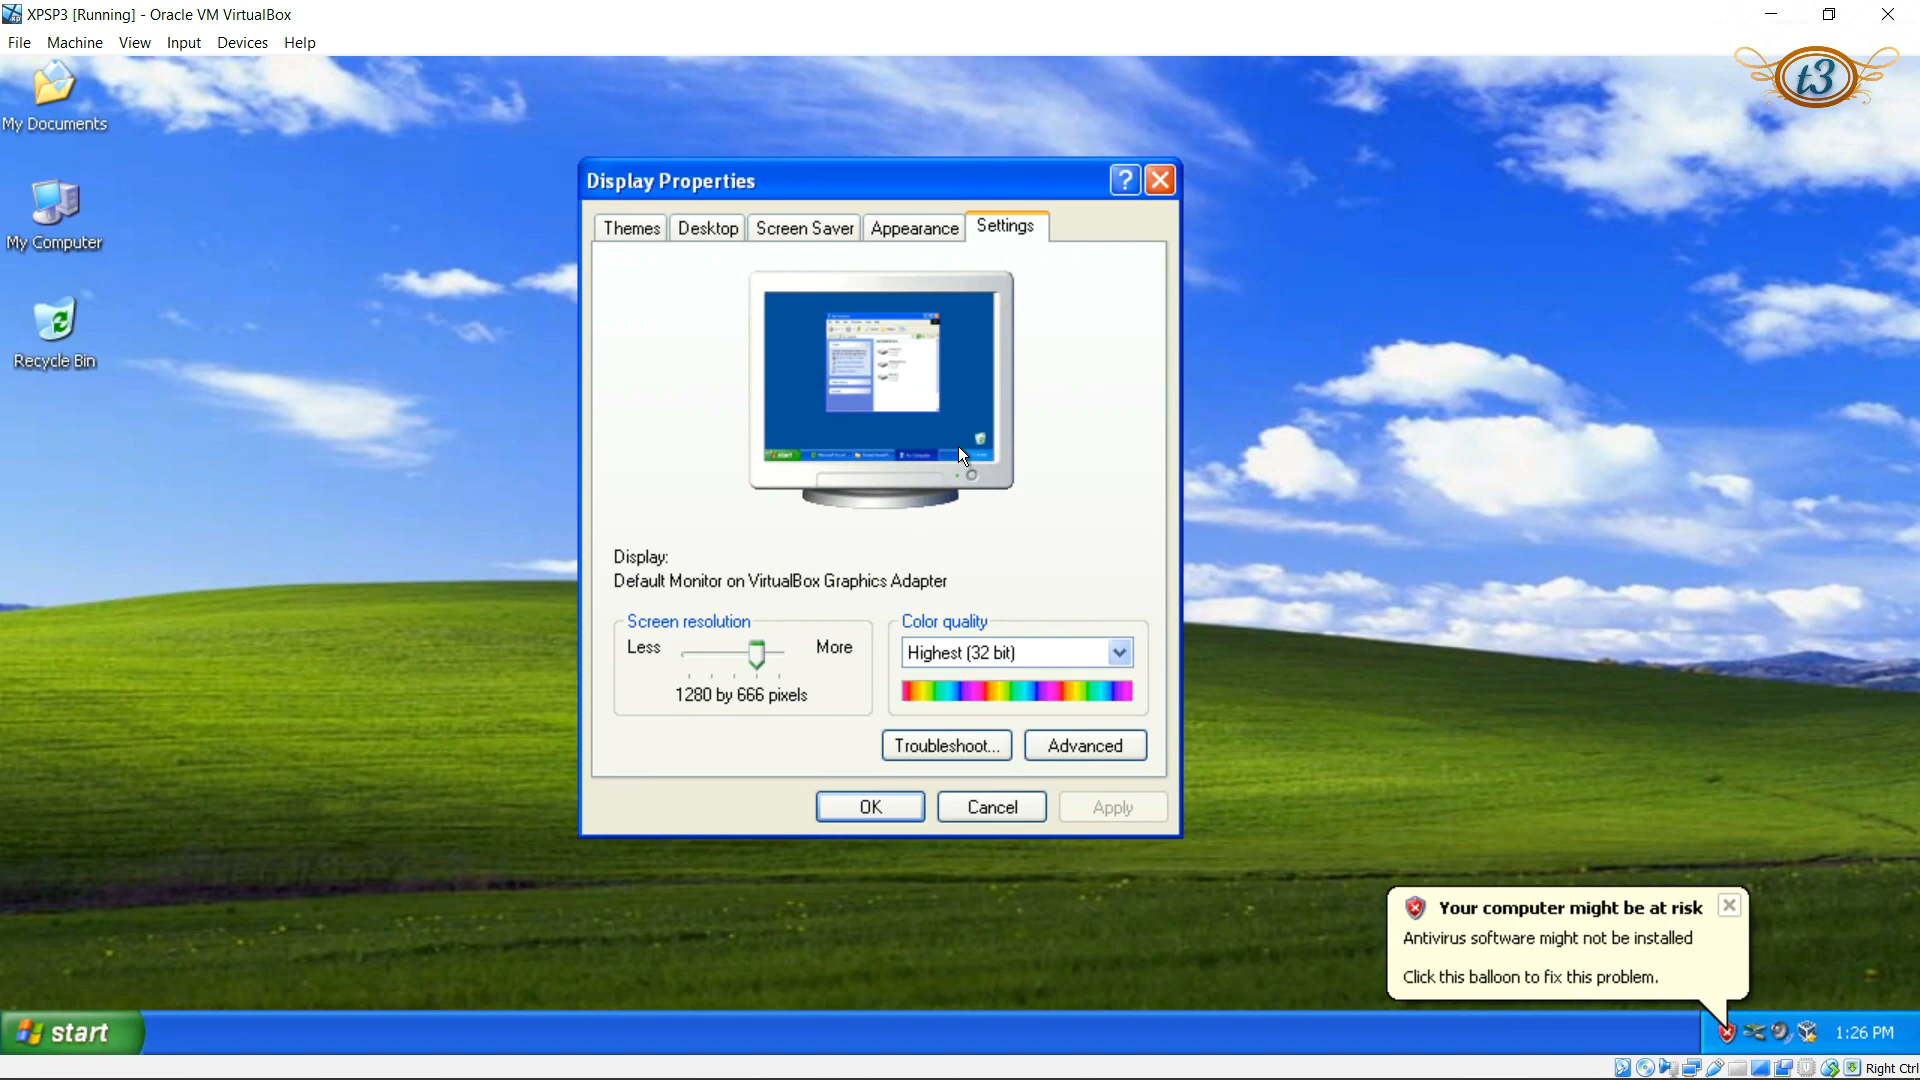 XPSP3 [Running] - Oracle VM VirtualBox
File Machine View Input Devices Help
t3
My Documents
My Computer
Recycle Bin
Display Properties
Themes Desktop Screen Saver Appearance Settings
start
Display:
Default Monitor on VirtualBox Graphics Adapter
Screen resolution
Less More
1280 by 666 pixels
Color quality
Highest (32 bit)
Troubleshoot... Advanced
OK Cancel Apply
Your computer might be at risk
Antivirus software might not be installed
Click this balloon to fix this problem.
start
1:26 PM
Right Ctrl